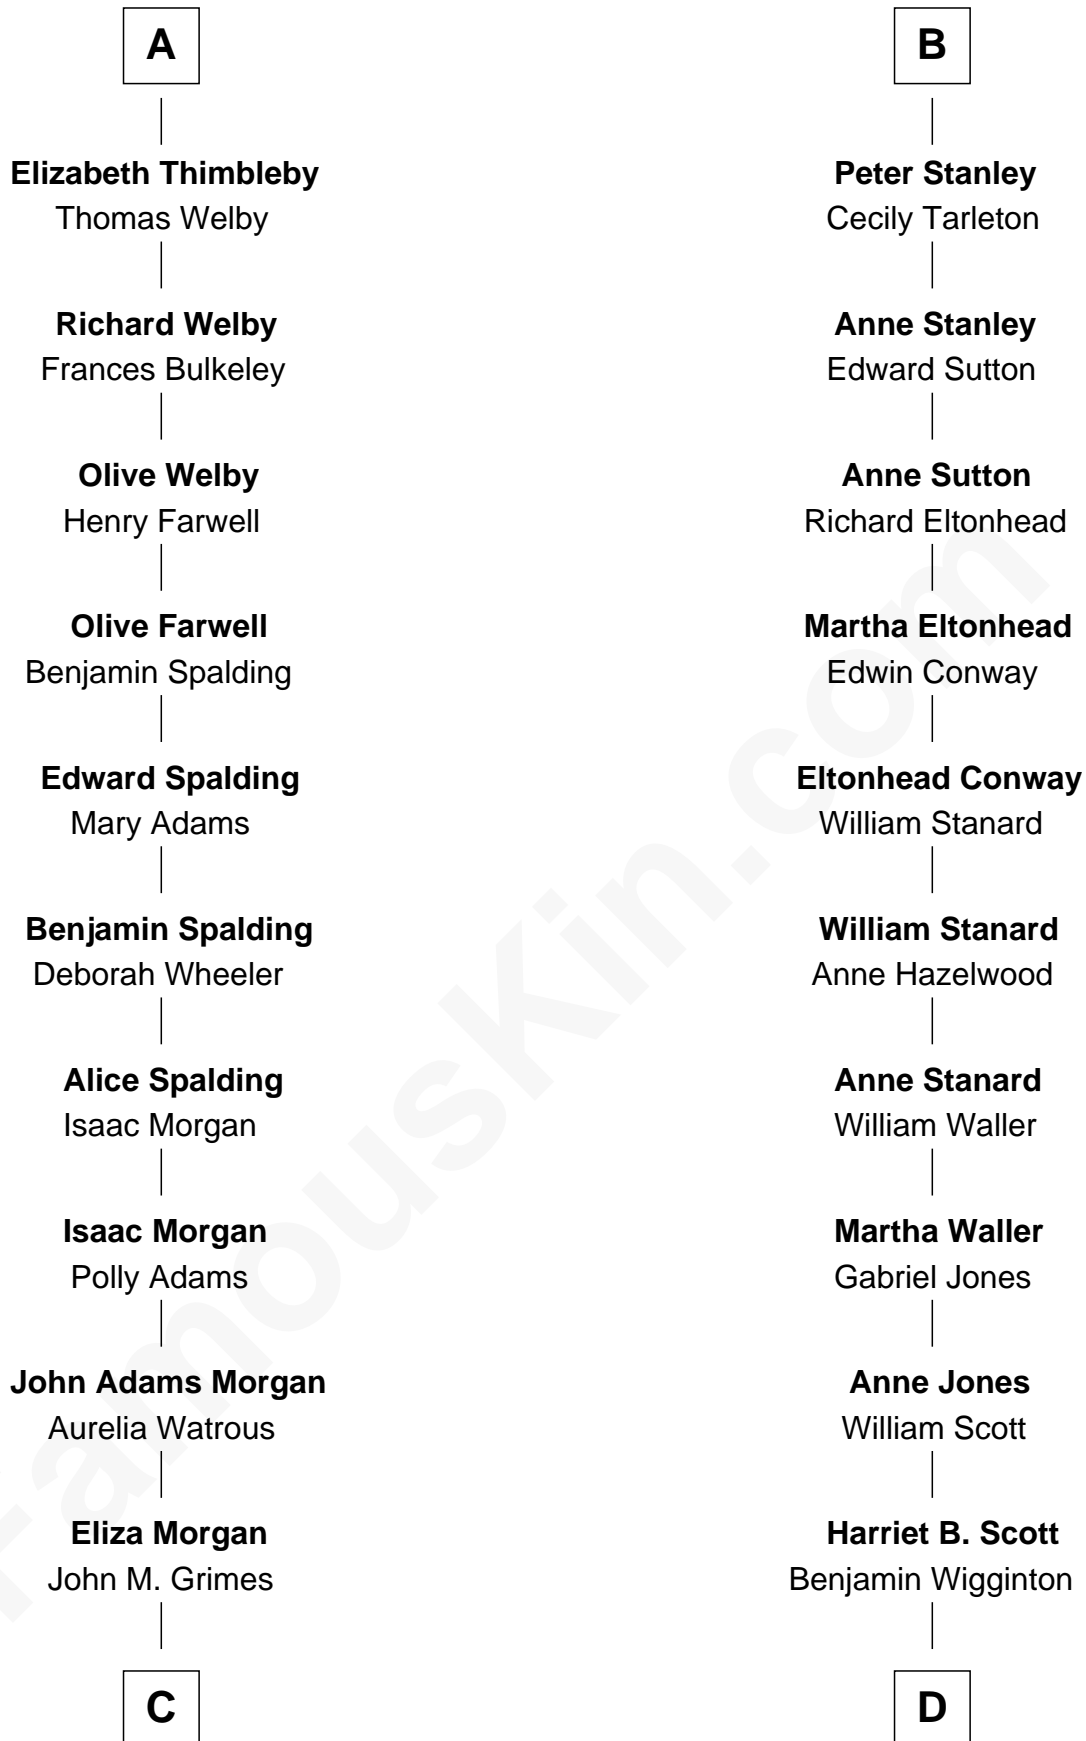 A
Elizabeth Thimbleby
Thomas Welby
Richard Welby
Frances Bulkeley
Olive Welby
Henry Farwell
Olive Farwell
Benjamin Spalding
Edward Spalding
Mary Adams
Benjamin Spalding
Deborah Wheeler
Alice Spalding
Isaac Morgan
Isaac Morgan
Polly Adams
John Adams Morgan
Aurelia Watrous
Eliza Morgan
John M. Grimes
C
B
Peter Stanley
Cecily Tarleton
Anne Stanley
Edward Sutton
Anne Sutton
Richard Eltonhead
Martha Eltonhead
Edwin Conway
Eltonhead Conway
William Stanard
William Stanard
Anne Hazelwood
Anne Stanard
William Waller
Martha Waller
Gabriel Jones
Anne Jones
William Scott
Harriet B. Scott
Benjamin Wigginton
D
FamousKin.com